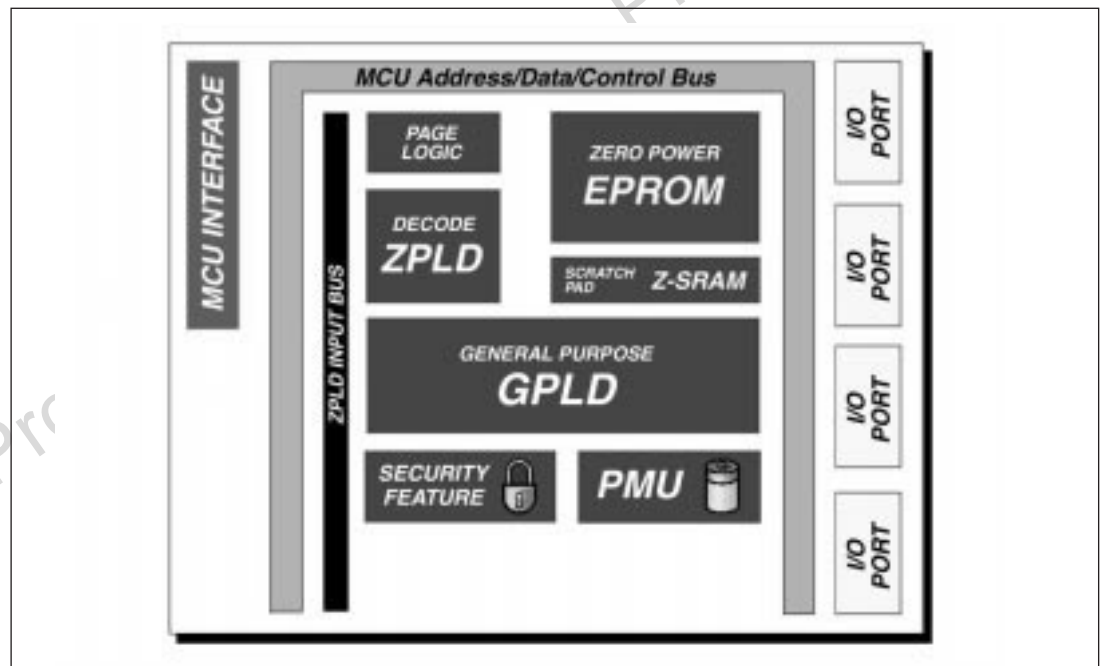 MCU Address/Data/Control Bus
MCU INTERFACE
ZPLD INPUT BUS
PAGE
LOGIC
ZERO POWER
EPROM
DECODE
ZPLD
SCRATCH
PAD
Z-SRAM
GENERAL PURPOSE
GPLD
SECURITY
FEATURE
PMU
I/O
PORT
I/O
PORT
I/O
PORT
I/O
PORT